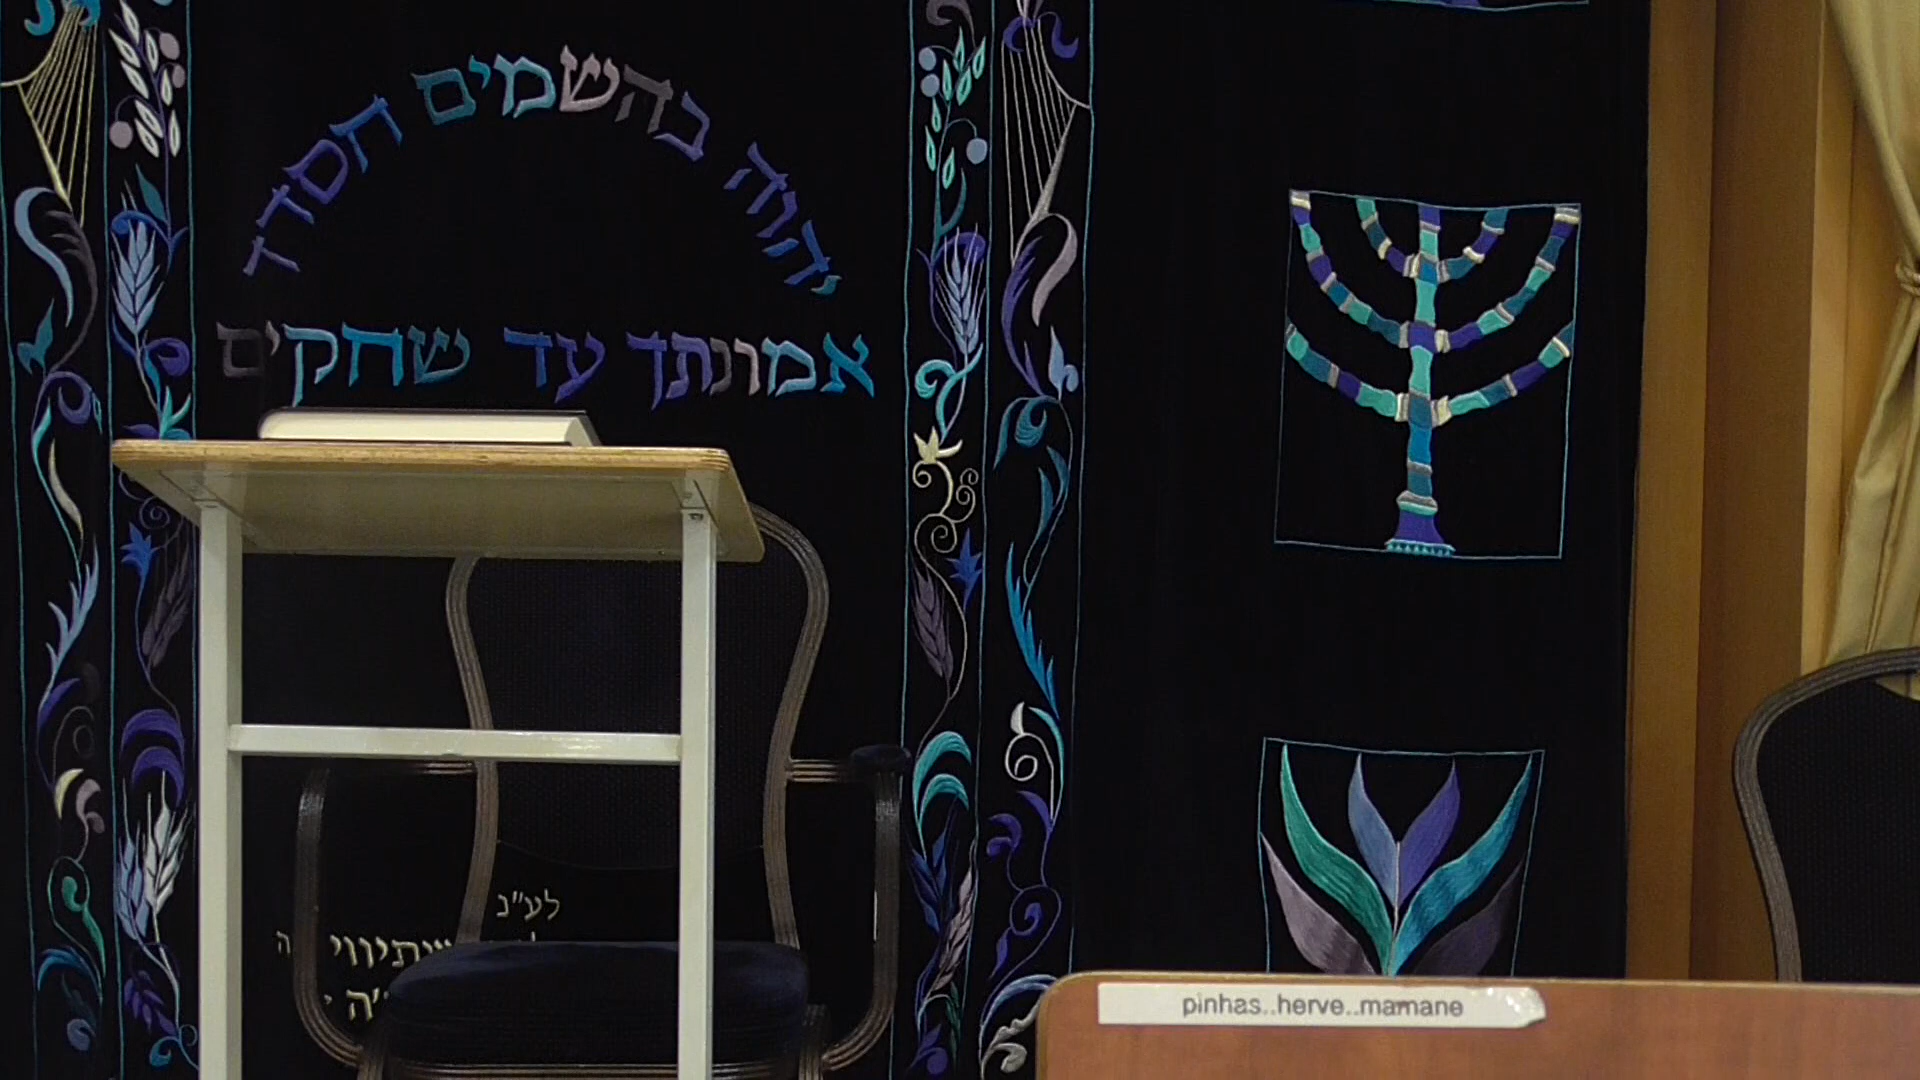 יהוה בהשמים חסדך
אמונתך עד שחקים
לע"נ
pinhas..herve..mamane